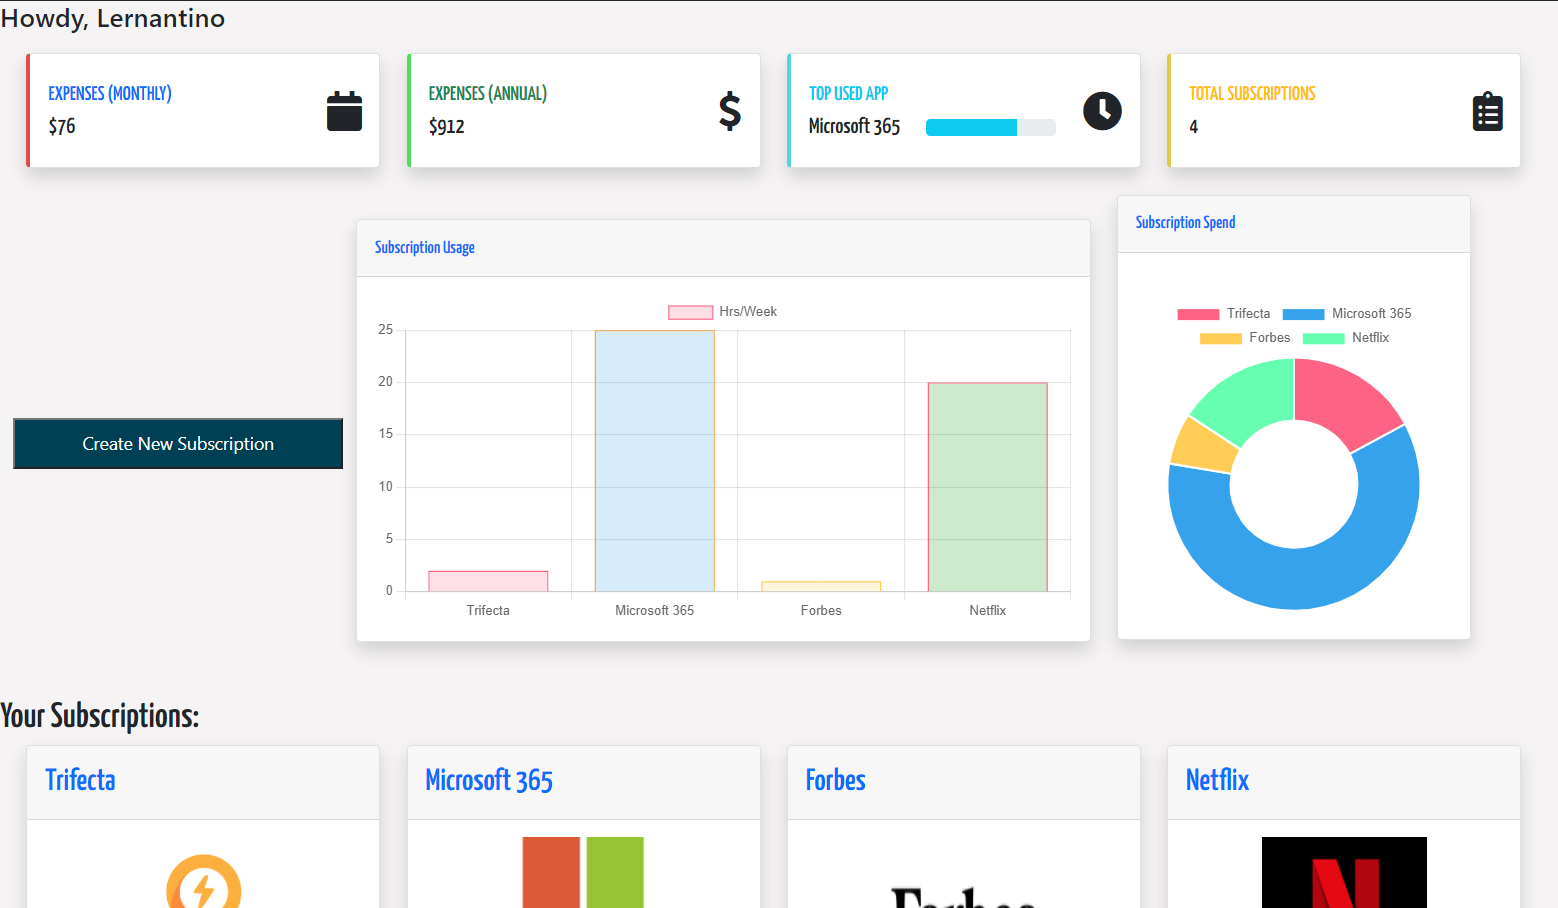 Howdy, Lernantino
EXPENSES (MONTHLY)
$76
EXPENSES (ANNUAL)
$912
TOP USED APP
Microsoft 365
TOTAL SUBSCRIPTIONS
4
Create New Subscription
Subscription Usage
Hrs/Week
25
20
15
10
5
0
Trifecta Microsoft 365 Forbes Netflix
Subscription Spend
Trifecta Microsoft 365
Forbes Netflix
Your Subscriptions:
Trifecta
Microsoft 365
Forbes
Forbes
Netflix
N